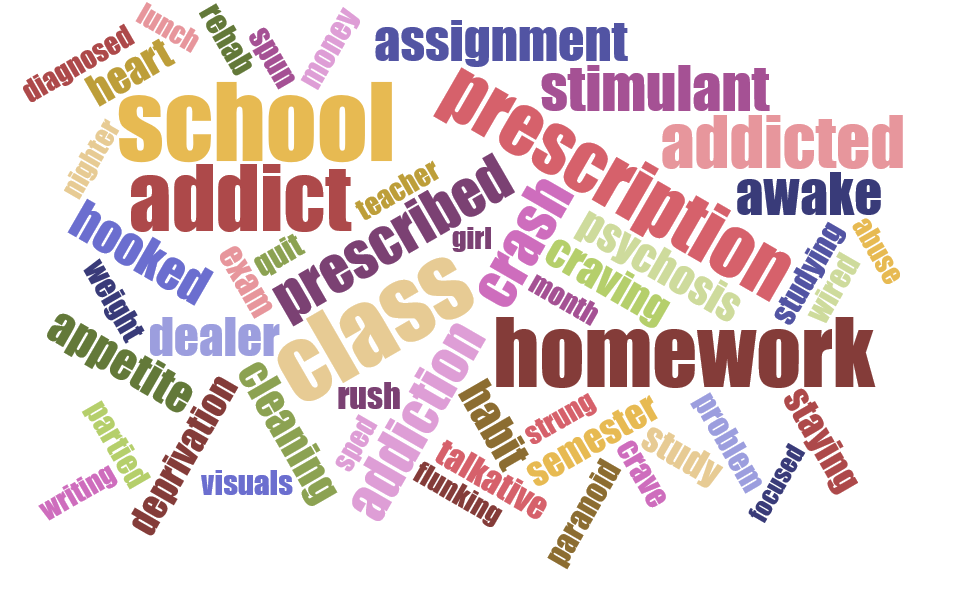 lunch
rehab
spun
money
diagnosed
heart
assignment
stimulant
school
prescription
addicted
nighter
addict
teacher
prescribed
crash
awake
hooked
exam
quit
girl
psychosis
craving
abuse
studying
wired
weight
month
class
dealer
appetite
homework
cleaning
rush
addiction
habit
strung
semester
problem
staying
partied
deprivation
sped
talkative
crave
study
focused
writing
visuals
flunking
paranoid